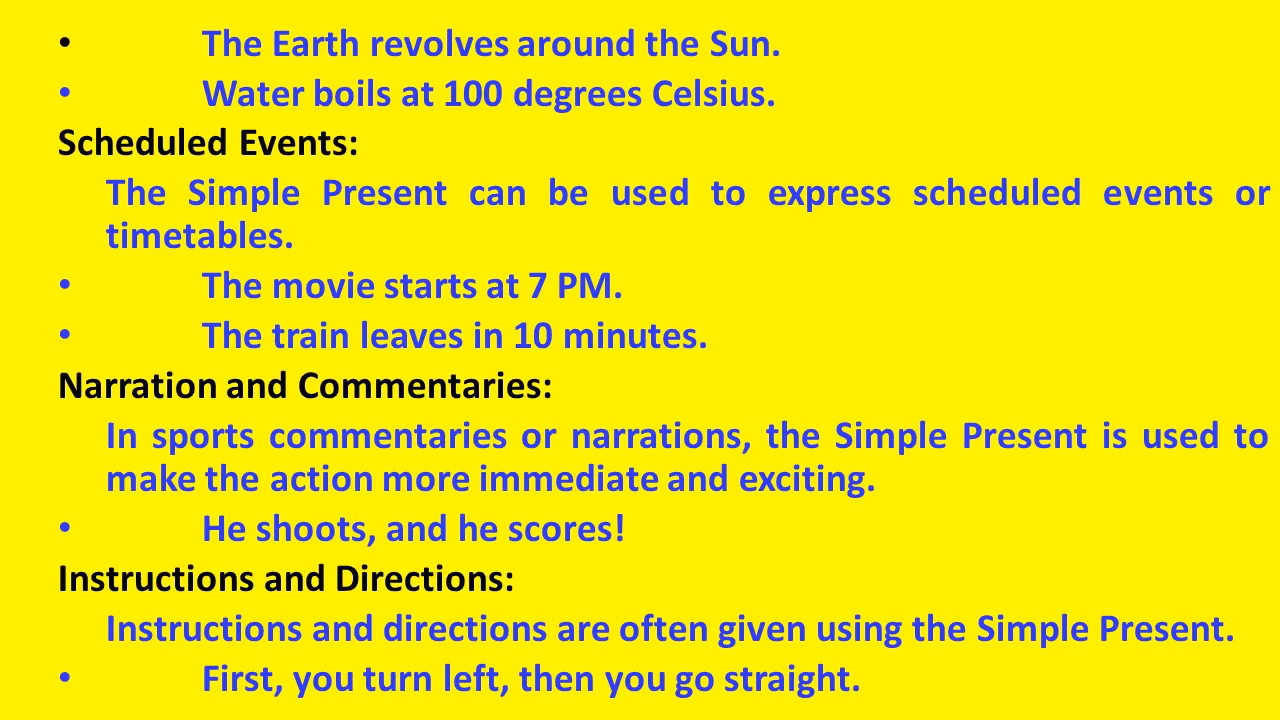 • The Earth revolves around the Sun.
• Water boils at 100 degrees Celsius.
Scheduled Events:
The Simple Present can be used to express scheduled events or
timetables.
• The movie starts at 7 PM.
• The train leaves in 10 minutes.
Narration and Commentaries:
In sports commentaries or narrations, the Simple Present is used to
make the action more immediate and exciting.
• He shoots, and he scores!
Instructions and Directions:
Instructions and directions are often given using the Simple Present.
• First, you turn left, then you go straight.